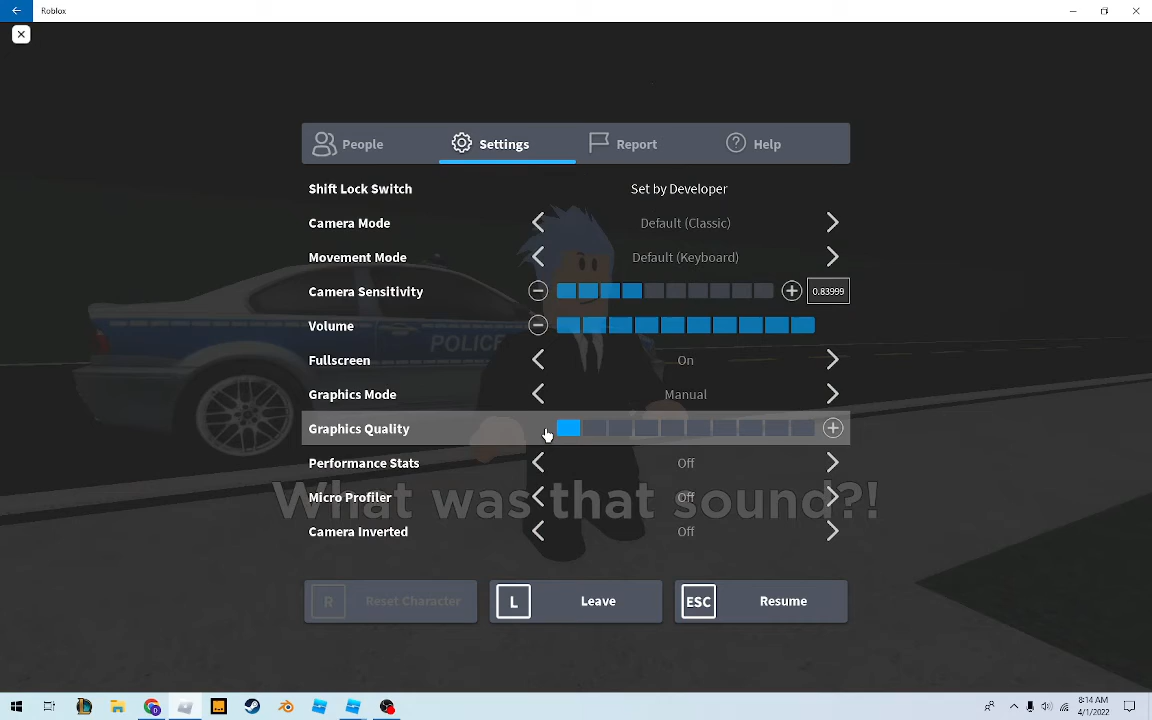 Roblox
People
Settings
Report
Help
Shift Lock Switch Set by Developer
Camera Mode Default (Classic)
Movement Mode Default (Keyboard)
Camera Sensitivity 0.83999
Volume
POLICE
Fullscreen On
Graphics Mode Manual
Graphics Quality
Performance Stats Off
What was that sound?!
Micro Profiler Off
Camera Inverted Off
R Reset Character
L Leave
ESC Resume
8:14 AM
4/1/2022